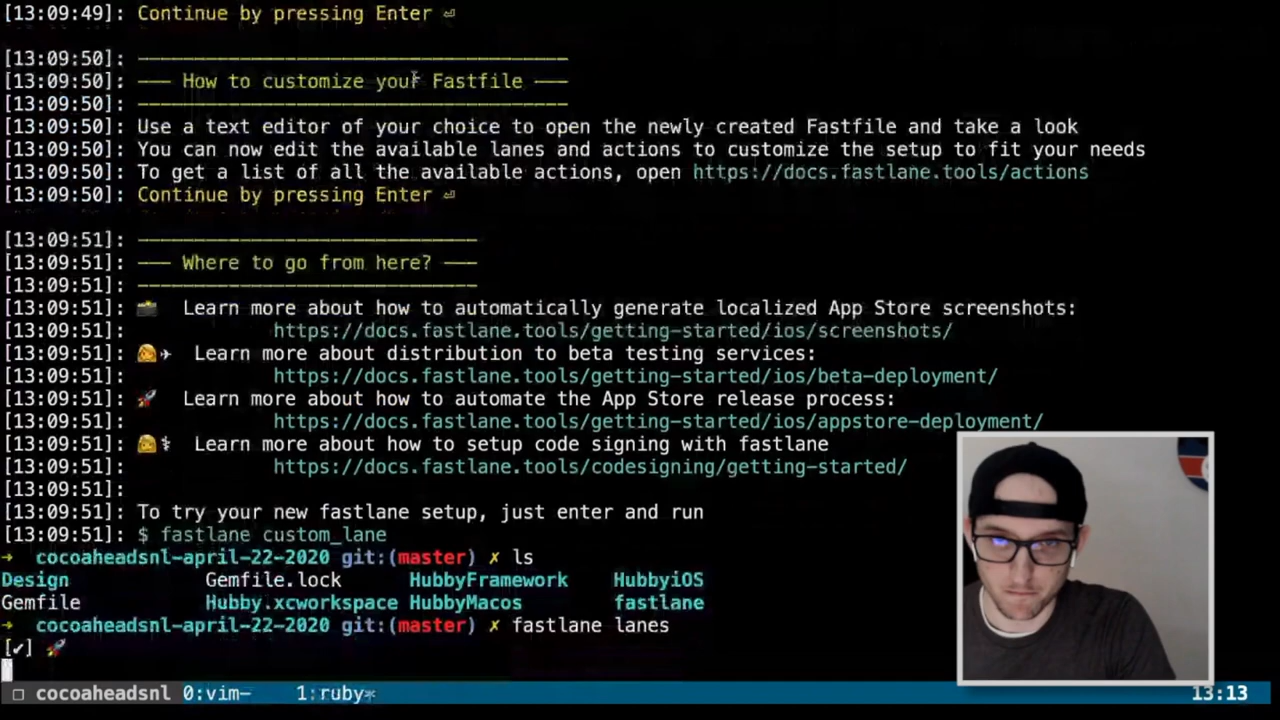 [13:09:49]: Continue by pressing Enter ⏎
[13:09:50]: --------------------------------------
[13:09:50]: --- How to customize your Fastfile ---
[13:09:50]: --------------------------------------
[13:09:50]: Use a text editor of your choice to open the newly created Fastfile and take a look
[13:09:50]: You can now edit the available lanes and actions to customize the setup to fit your needs
[13:09:50]: To get a list of all the available actions, open https://docs.fastlane.tools/actions
[13:09:50]: Continue by pressing Enter ⏎
[13:09:51]: ------------------------------
[13:09:51]: --- Where to go from here? ---
[13:09:51]: ------------------------------
[13:09:51]: 📸  Learn more about how to automatically generate localized App Store screenshots:
[13:09:51]: https://docs.fastlane.tools/getting-started/ios/screenshots/
[13:09:51]: 👩‍✈  Learn more about distribution to beta testing services:
[13:09:51]: https://docs.fastlane.tools/getting-started/ios/beta-deployment/
[13:09:51]: 🚀  Learn more about how to automate the App Store release process:
[13:09:51]: https://docs.fastlane.tools/getting-started/ios/appstore-deployment/
[13:09:51]: 👩‍⚕  Learn more about how to setup code signing with fastlane
[13:09:51]: https://docs.fastlane.tools/codesigning/getting-started/
[13:09:51]:
[13:09:51]: To try your new fastlane setup, just enter and run
[13:09:51]: $ fastlane custom_lane
→ cocoaheadsnl-april-22-2020 git:(master) ✗ ls
Design Gemfile.lock HubbyFramework HubbyiOS
Gemfile Hubby.xcworkspace HubbyMacos fastlane
→ cocoaheadsnl-april-22-2020 git:(master) ✗ fastlane lanes
[✔] 🚀
☐ cocoaheadsnl 0:vim- 1:ruby* 13:13